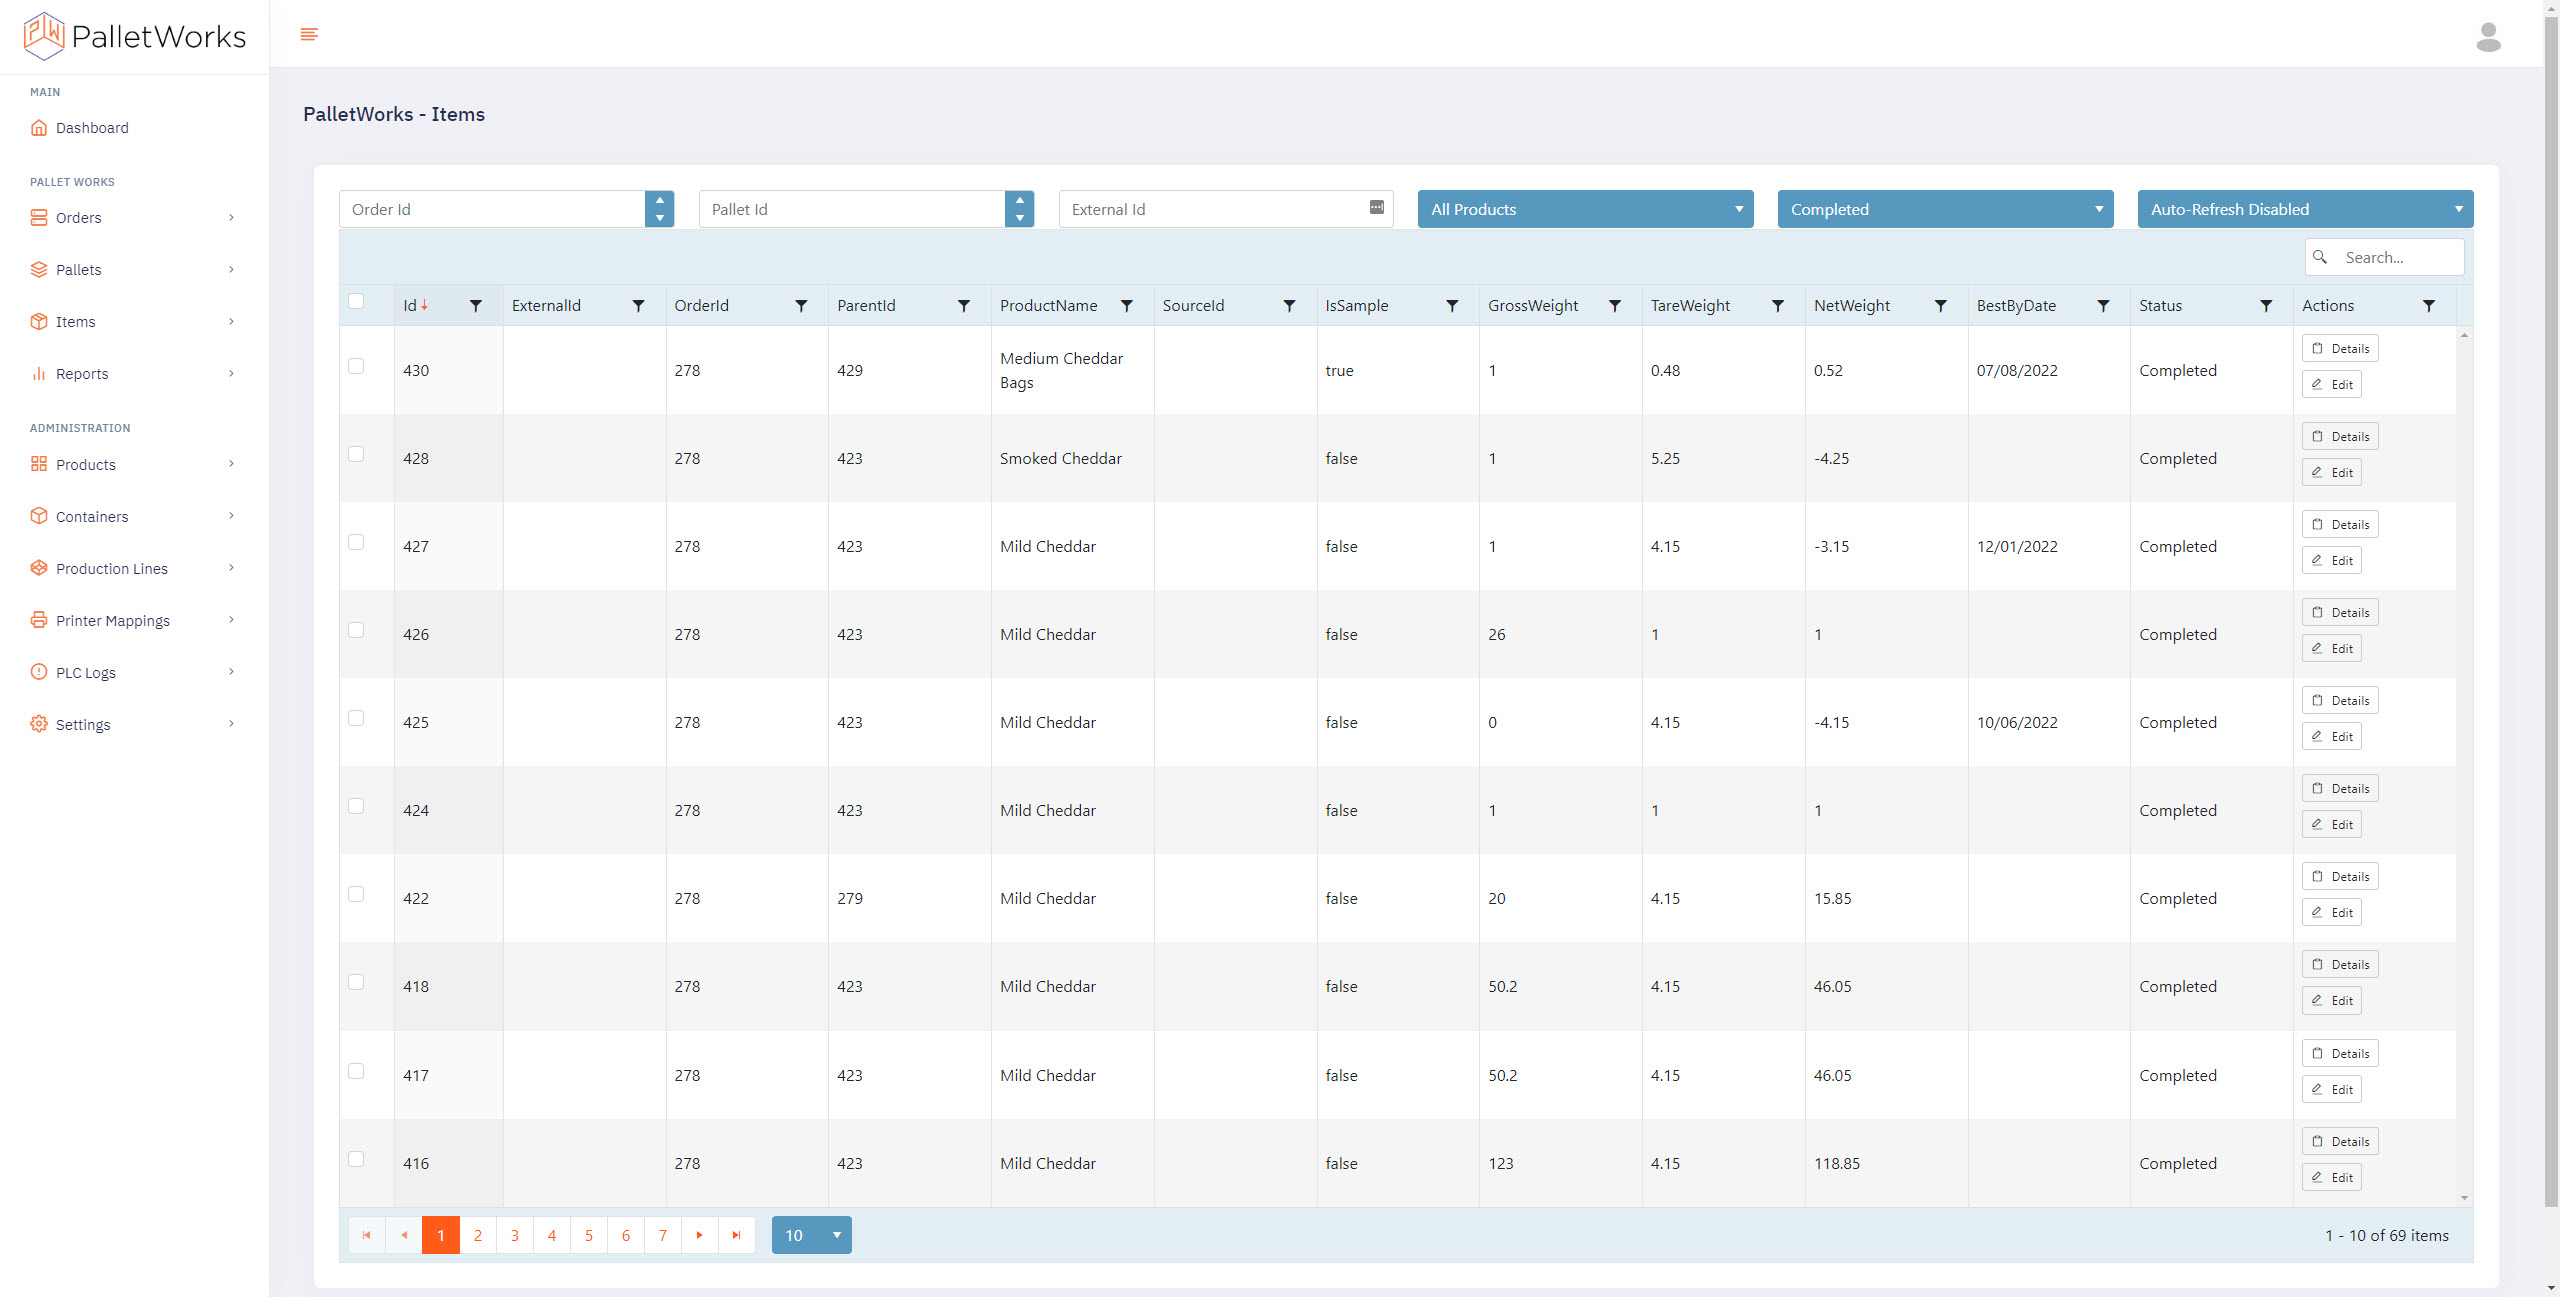 PalletWorks
MAIN
Dashboard
PALLET WORKS
Orders
Pallets
Items
Reports
ADMINISTRATION
Products
Containers
Production Lines
Printer Mappings
PLC Logs
Settings
PalletWorks - Items
Order Id Pallet Id External Id All Products Completed Auto-Refresh Disabled
Search...
Id ExternalId OrderId ParentId ProductName SourceId IsSample GrossWeight TareWeight NetWeight BestByDate Status Actions
430 278 429 Medium Cheddar Bags true 1 0.48 0.52 07/08/2022 Completed Details Edit
428 278 423 Smoked Cheddar false 1 5.25 -4.25 Completed Details Edit
427 278 423 Mild Cheddar false 1 4.15 -3.15 12/01/2022 Completed Details Edit
426 278 423 Mild Cheddar false 26 1 1 Completed Details Edit
425 278 423 Mild Cheddar false 0 4.15 -4.15 10/06/2022 Completed Details Edit
424 278 423 Mild Cheddar false 1 1 1 Completed Details Edit
422 278 279 Mild Cheddar false 20 4.15 15.85 Completed Details Edit
418 278 423 Mild Cheddar false 50.2 4.15 46.05 Completed Details Edit
417 278 423 Mild Cheddar false 50.2 4.15 46.05 Completed Details Edit
416 278 423 Mild Cheddar false 123 4.15 118.85 Completed Details Edit
1 2 3 4 5 6 7 10 1 - 10 of 69 items